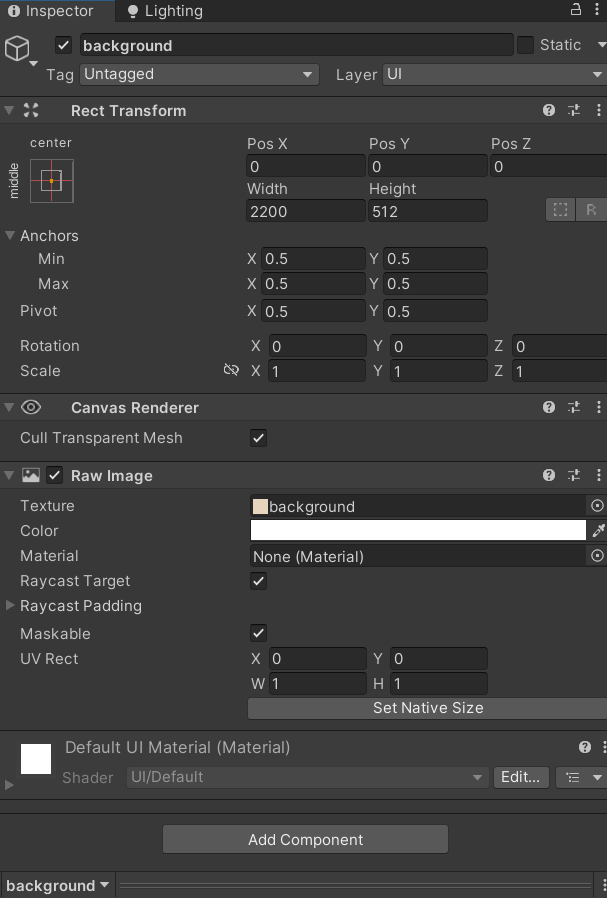 Inspector Lighting
background Static
Tag Untagged Layer UI
Rect Transform
center
middle
Pos X Pos Y Pos Z
0 0 0
Width Height
2200 512 R
Anchors
Min X 0.5 Y 0.5
Max X 0.5 Y 0.5
Pivot X 0.5 Y 0.5
Rotation X 0 Y 0 Z 0
Scale X 1 Y 1 Z 1
Canvas Renderer
Cull Transparent Mesh
Raw Image
Texture background
Color
Material None (Material)
Raycast Target
Raycast Padding
Maskable
UV Rect X 0 Y 0
W 1 H 1
Set Native Size
Default UI Material (Material)
Shader UI/Default Edit...
Add Component
background